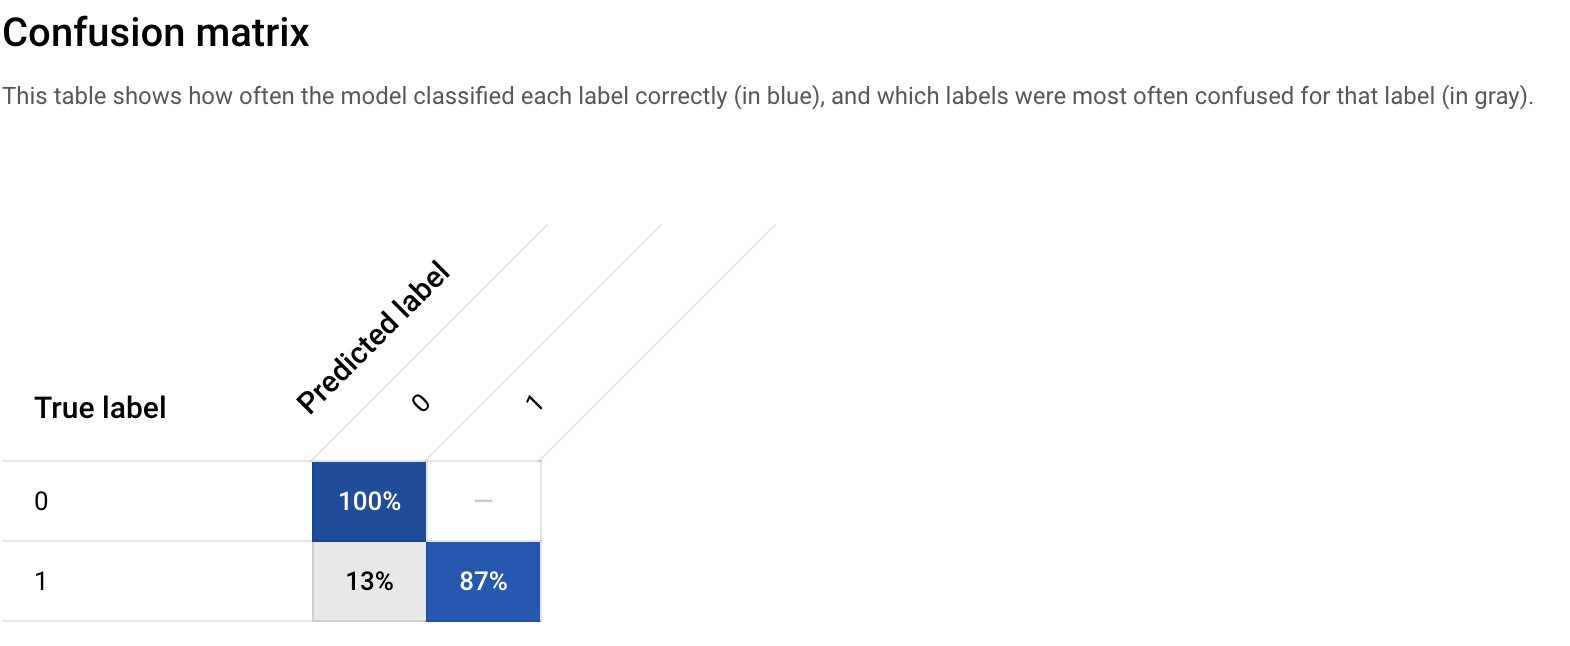 Confusion matrix
This table shows how often the model classified each label correctly (in blue), and which labels were most often confused for that label (in gray).
Predicted label
True label
0
1
0
100%
—
1
13%
87%